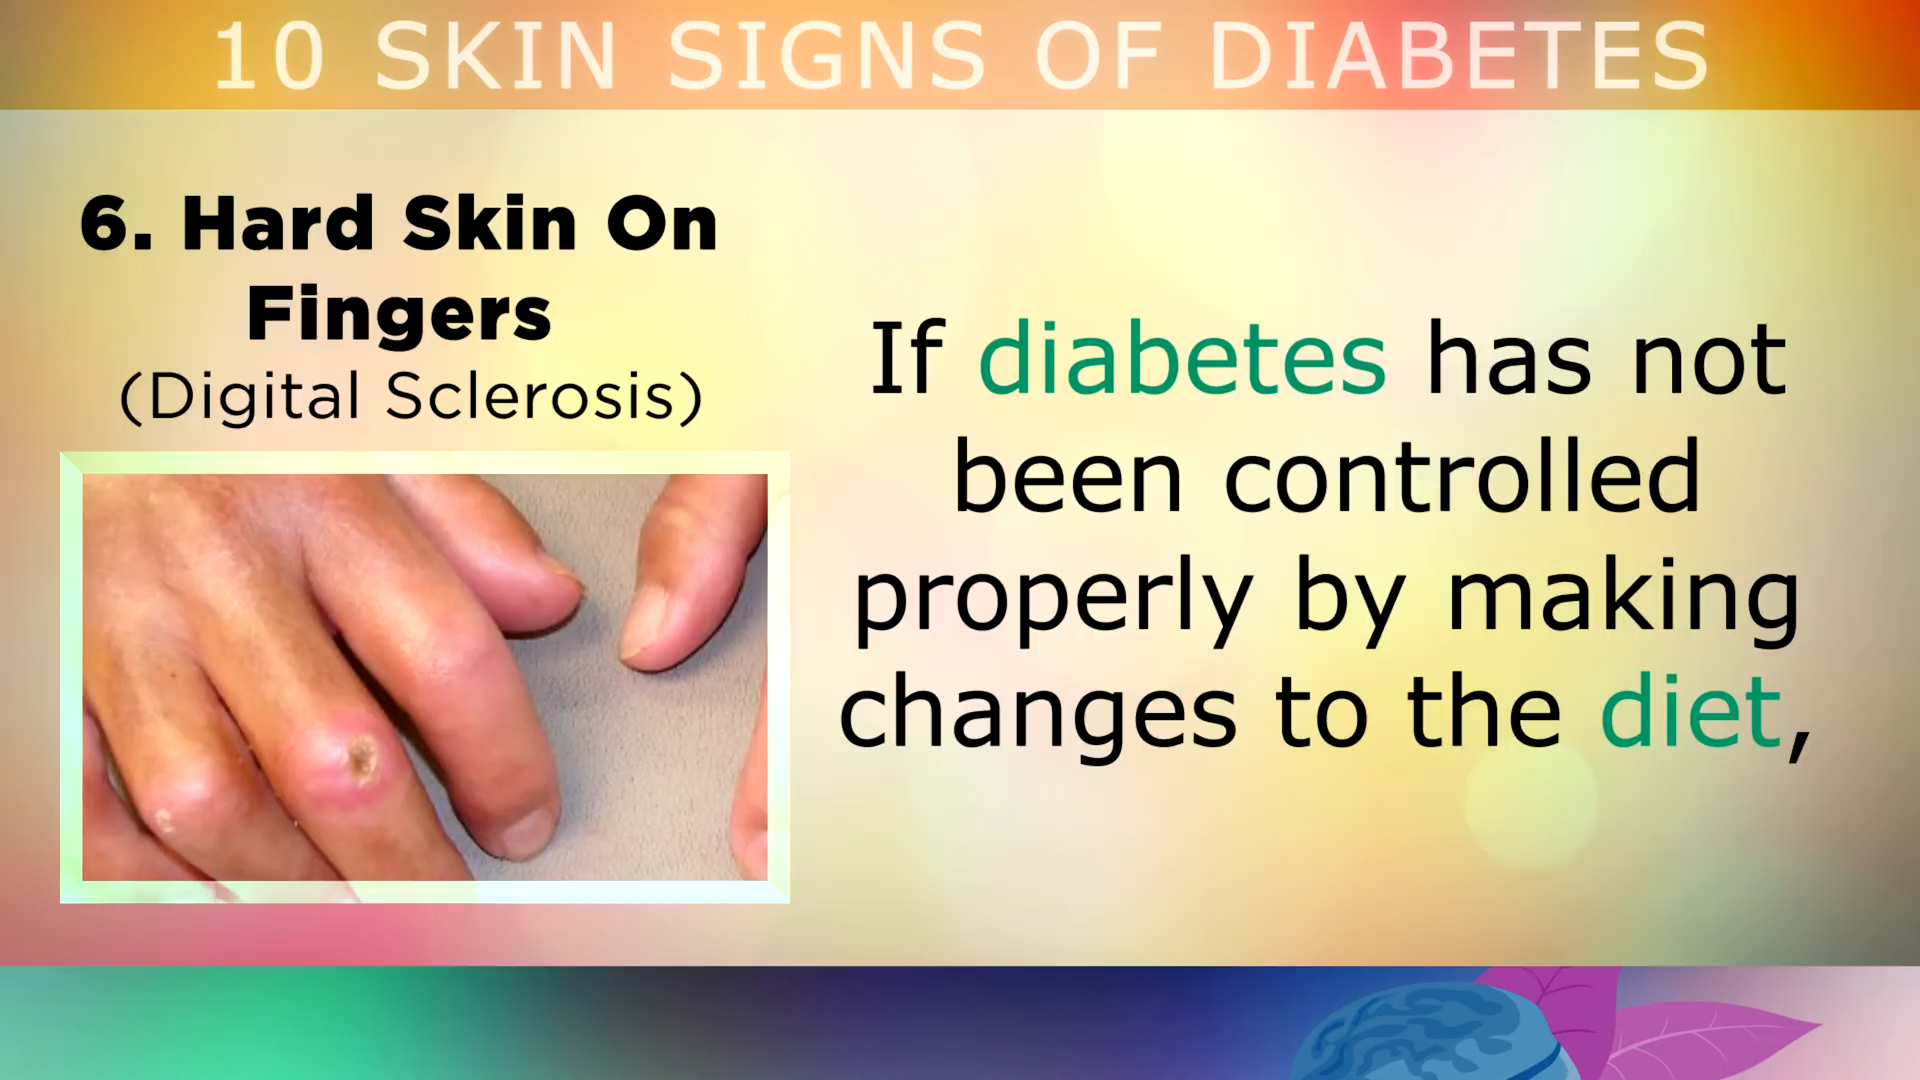 10 SKIN SIGNS OF DIABETES
6. Hard Skin On
Fingers
(Digital Sclerosis)
If diabetes has not
been controlled
properly by making
changes to the diet,